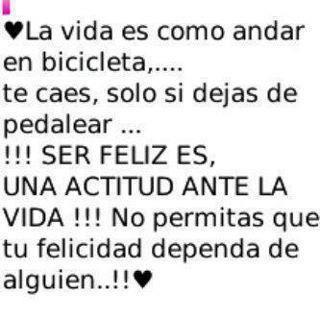 ♥La vida es como andar
en bicicleta,....
te caes, solo si dejas de
pedalear ...
!!! SER FELIZ ES,
UNA ACTITUD ANTE LA
VIDA !!! No permitas que
tu felicidad dependa de
alguien..!!♥